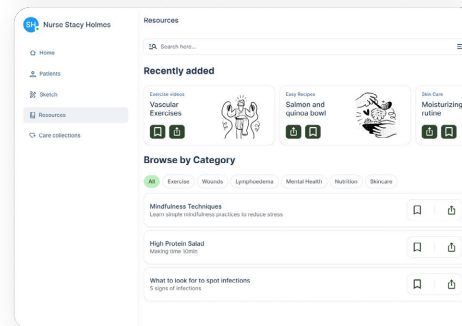 SH
Nurse Stacy Holmes
Home
Patients
Sketch
Resources
Care collections
Resources
Search here...
Recently added
Exercise videos
Vascular
Exercises
Easy Recipes
Salmon and
quinoa bowl
Skin Care
Moisturizing
rutine
Browse by Category
All Exercise Wounds Lymphoedema Mental Health Nutrition Skincare
Mindfulness Techniques
Learn simple mindfulness practices to reduce stress
High Protein Salad
Making time 10min
What to look for to spot infections
5 signs of infections